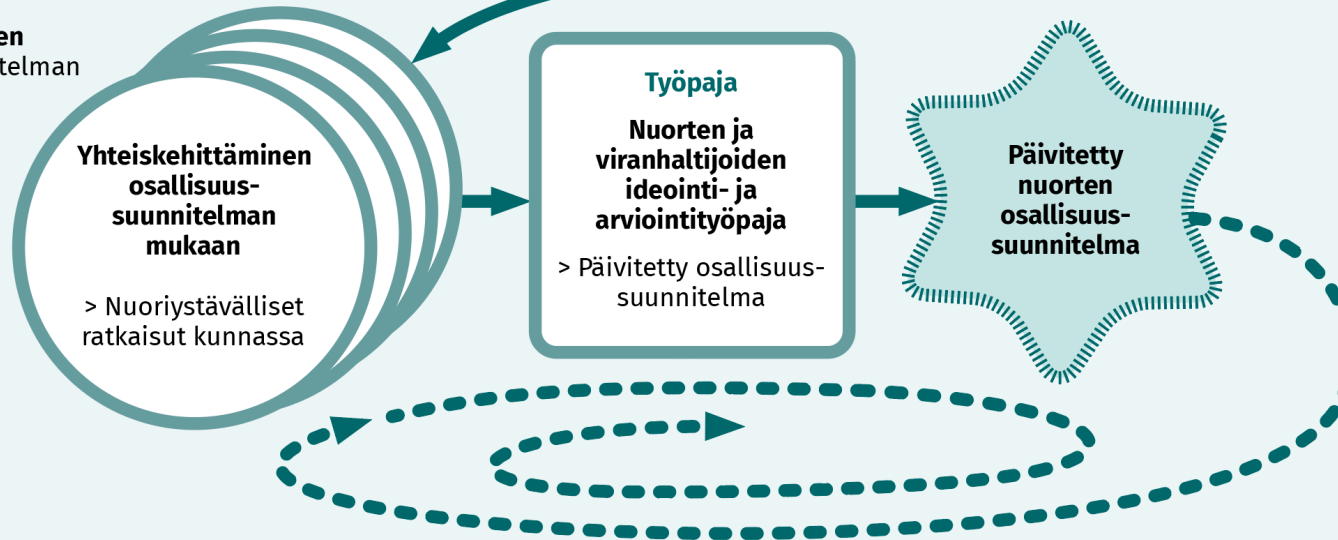 en
telman
Yhteiskehittäminen
osallisuus-
suunnitelman
mukaan
> Nuoriystävälliset
ratkaisut kunnassa
Työpaja
Nuorten ja
viranhaltijoiden
ideointi- ja
arviointityöpaja
> Päivitetty osallisuus-
suunnitelma
Päivitetty
nuorten
osallisuus-
suunnitelma